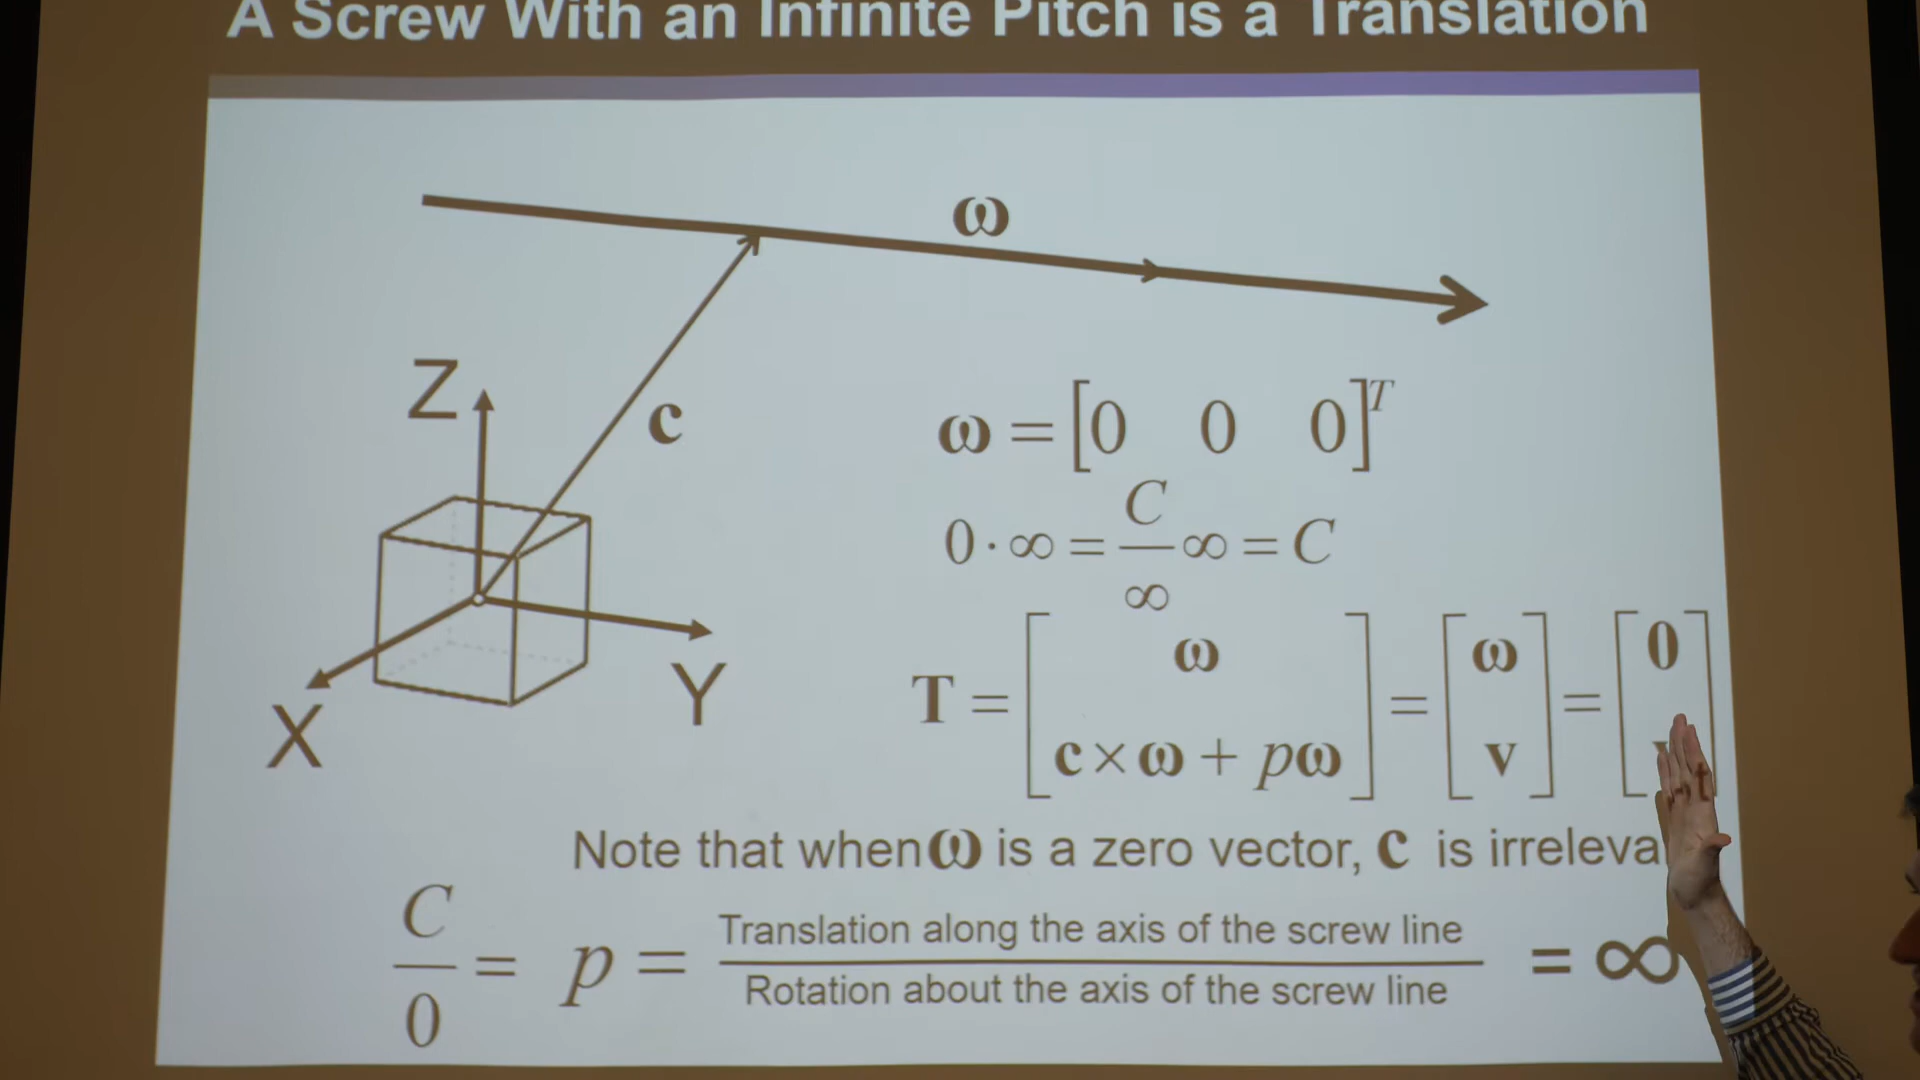 A Screw With an Infinite Pitch is a Translation
ω
Z
c
ω = [0 0 0]^T
0 · ∞ = C/∞ ∞ = C
X
Y
T = [ω; c×ω + pω] = [ω; v] = [0;
Note that when ω is a zero vector, c is
C/0 = p = Translation along the axis of the screw line / Rotation about the axis of the screw line = ∞